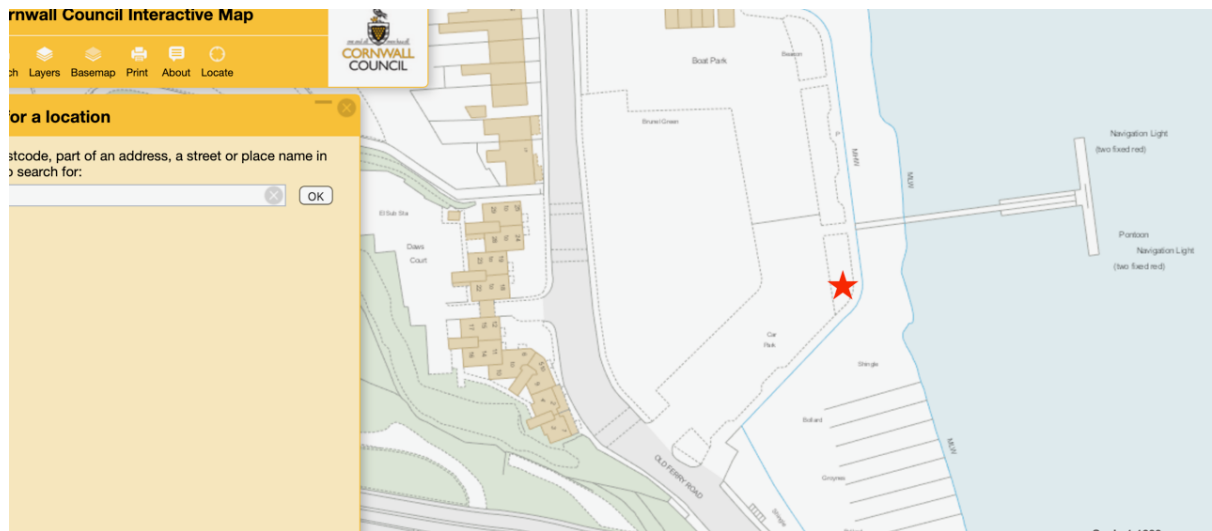 rnwall Council Interactive Map
ch Layers Basemap Print About Locate
CORNWALL
COUNCIL
for a location
stcode, part of an address, a street or place name in
o search for:
OK
Boat Park
Beacon
Brunel Green
P
MHW
MLW
Navigation Light
(two fixed red)
El Sub Sta
Daws
Court
Pontoon
Navigation Light
(two fixed red)
Car
Park
Shingle
Bollard
MLW
Groynes
OLD FERRY ROAD
Shingle